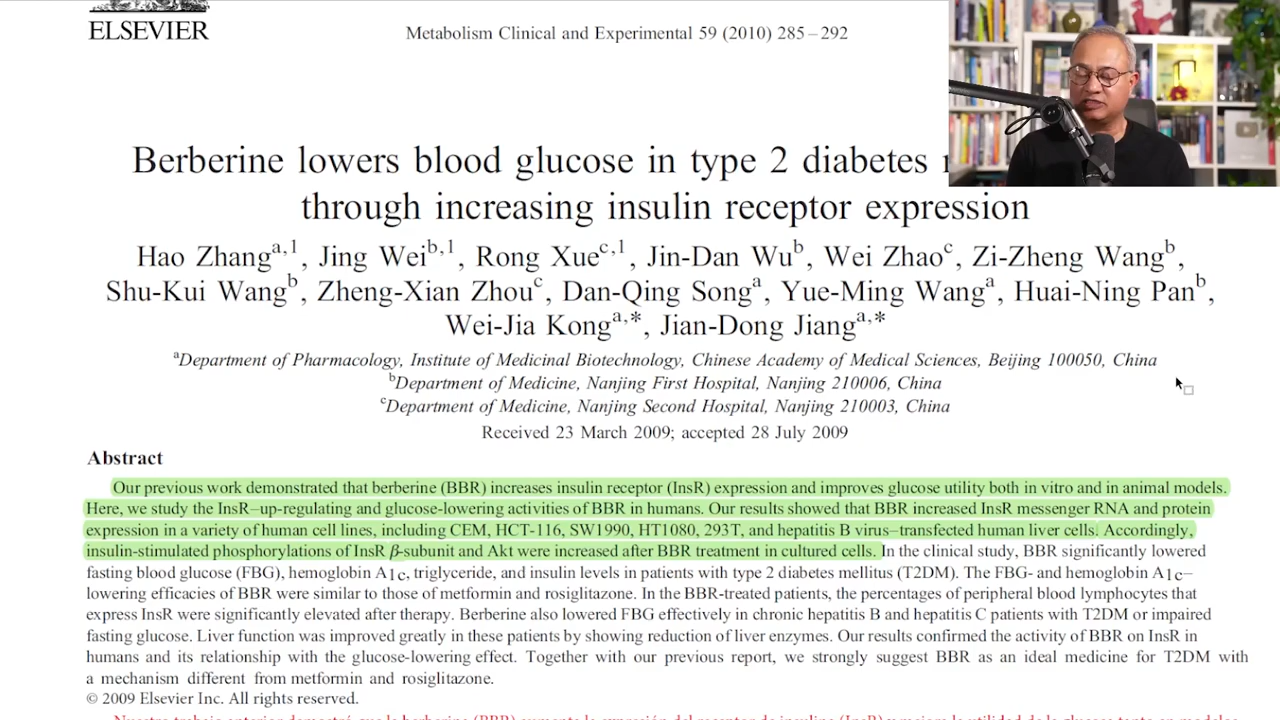 ELSEVIER
Metabolism Clinical and Experimental 59 (2010) 285–292
Berberine lowers blood glucose in type 2 diabetes
through increasing insulin receptor expression
Hao Zhang^a,1, Jing Wei^b,1, Rong Xue^c,1, Jin-Dan Wu^b, Wei Zhao^c, Zi-Zheng Wang^b,
Shu-Kui Wang^b, Zheng-Xian Zhou^c, Dan-Qing Song^a, Yue-Ming Wang^a, Huai-Ning Pan^b,
Wei-Jia Kong^a,*, Jian-Dong Jiang^a,*
^aDepartment of Pharmacology, Institute of Medicinal Biotechnology, Chinese Academy of Medical Sciences, Beijing 100050, China
^bDepartment of Medicine, Nanjing First Hospital, Nanjing 210006, China
^cDepartment of Medicine, Nanjing Second Hospital, Nanjing 210003, China
Received 23 March 2009; accepted 28 July 2009
Abstract
Our previous work demonstrated that berberine (BBR) increases insulin receptor (InsR) expression and improves glucose utility both in vitro and in animal models.
Here, we study the InsR–up-regulating and glucose-lowering activities of BBR in humans. Our results showed that BBR increased InsR messenger RNA and protein
expression in a variety of human cell lines, including CEM, HCT-116, SW1990, HT1080, 293T, and hepatitis B virus–transfected human liver cells. Accordingly,
insulin-stimulated phosphorylations of InsR β-subunit and Akt were increased after BBR treatment in cultured cells. In the clinical study, BBR significantly lowered
fasting blood glucose (FBG), hemoglobin A1c, triglyceride, and insulin levels in patients with type 2 diabetes mellitus (T2DM). The FBG- and hemoglobin A1c–
lowering efficacies of BBR were similar to those of metformin and rosiglitazone. In the BBR-treated patients, the percentages of peripheral blood lymphocytes that
express InsR were significantly elevated after therapy. Berberine also lowered FBG effectively in chronic hepatitis B and hepatitis C patients with T2DM or impaired
fasting glucose. Liver function was improved greatly in these patients by showing reduction of liver enzymes. Our results confirmed the activity of BBR on InsR in
humans and its relationship with the glucose-lowering effect. Together with our previous report, we strongly suggest BBR as an ideal medicine for T2DM with
a mechanism different from metformin and rosiglitazone.
© 2009 Elsevier Inc. All rights reserved.